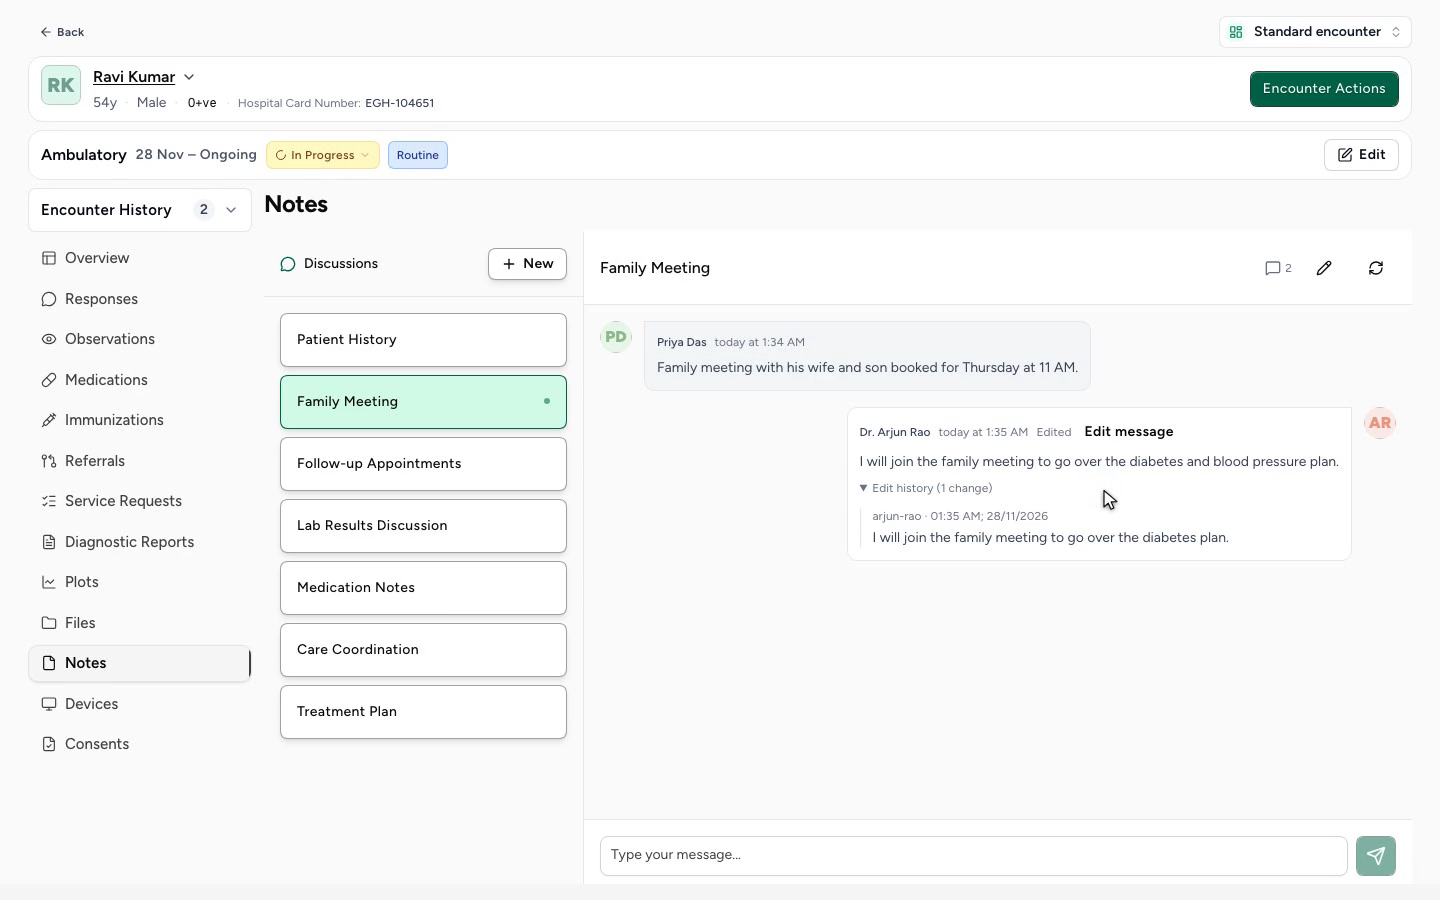 Back
Standard encounter
RK
Ravi Kumar
54y · Male · O+ve · Hospital Card Number: EGH-104651
Encounter Actions
Ambulatory 28 Nov – Ongoing In Progress Routine
Edit
Encounter History 2
Notes
Overview
Responses
Observations
Medications
Immunizations
Referrals
Service Requests
Diagnostic Reports
Plots
Files
Notes
Devices
Consents
Discussions
New
Patient History
Family Meeting
Follow-up Appointments
Lab Results Discussion
Medication Notes
Care Coordination
Treatment Plan
Family Meeting
2
PD
Priya Das today at 1:34 AM
Family meeting with his wife and son booked for Thursday at 11 AM.
Dr. Arjun Rao today at 1:35 AM Edited Edit message
AR
I will join the family meeting to go over the diabetes and blood pressure plan.
Edit history (1 change)
arjun-rao · 01:35 AM; 28/11/2026
I will join the family meeting to go over the diabetes plan.
Type your message...